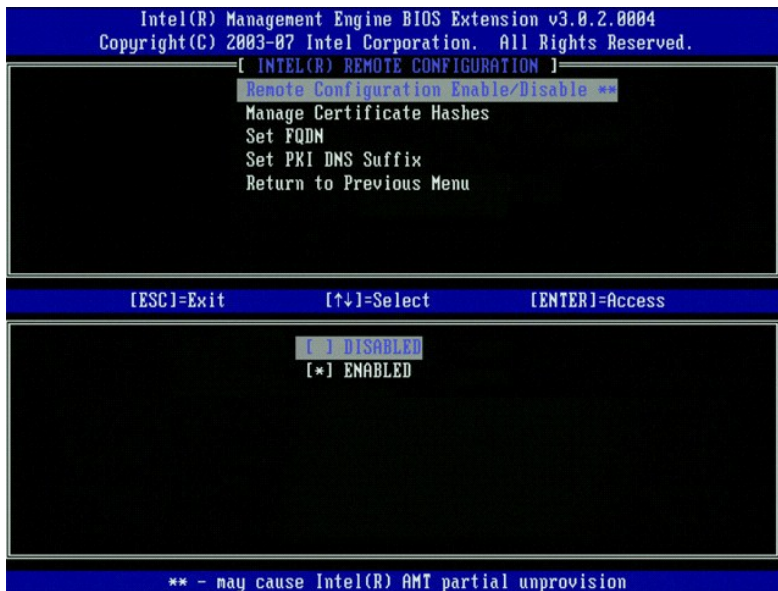 Intel(R) Management Engine BIOS Extension v3.0.2.0004
Copyright(C) 2003-07 Intel Corporation. All Rights Reserved.
[ INTEL(R) REMOTE CONFIGURATION ]
Remote Configuration Enable/Disable **
Manage Certificate Hashes
Set FQDN
Set PKI DNS Suffix
Return to Previous Menu
[ESC]=Exit [↑↓]=Select [ENTER]=Access
[ ] DISABLED
[*] ENABLED
** - may cause Intel(R) AMT partial unprovision